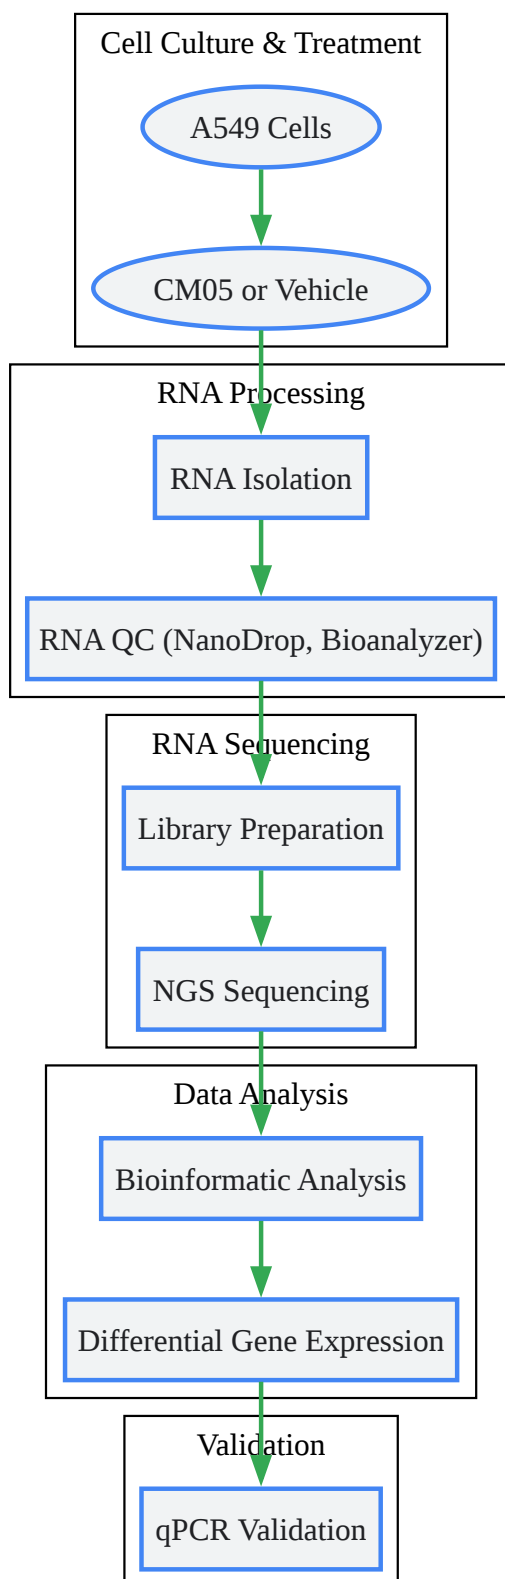 Cell Culture & Treatment
A549 Cells
CM05 or Vehicle
RNA Processing
RNA Isolation
RNA QC (NanoDrop, Bioanalyzer)
RNA Sequencing
Library Preparation
NGS Sequencing
Data Analysis
Bioinformatic Analysis
Differential Gene Expression
Validation
qPCR Validation